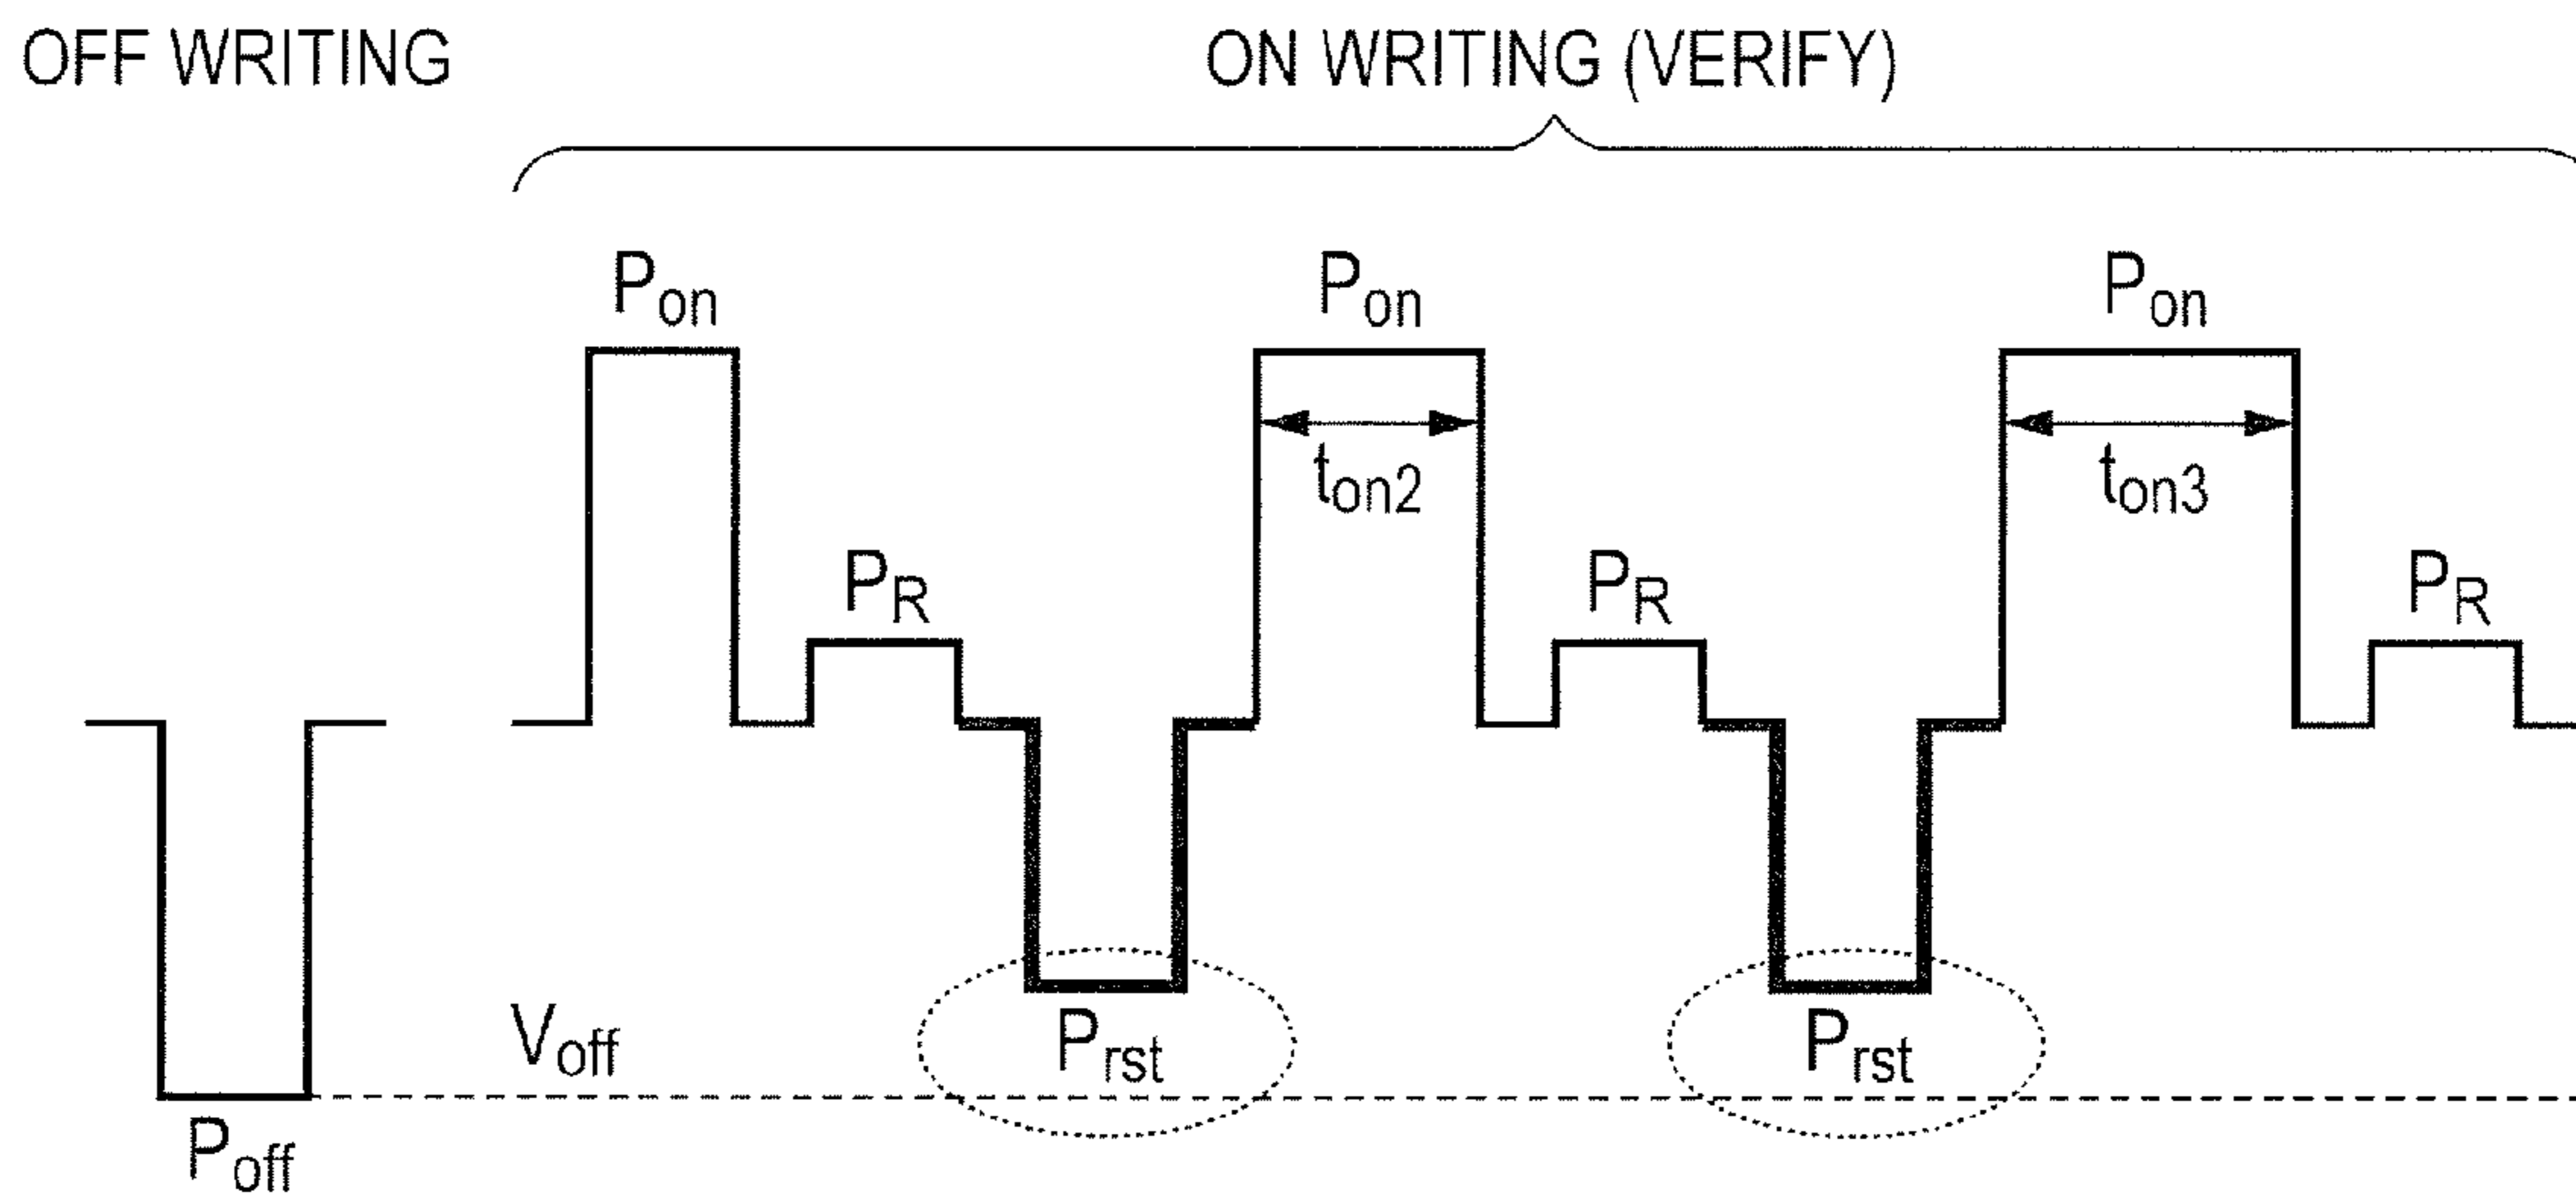 OFF WRITING
ON WRITING (VERIFY)
Pon
Pon
Pon
ton2
ton3
PR
PR
PR
Voff
Prst
Prst
Poff